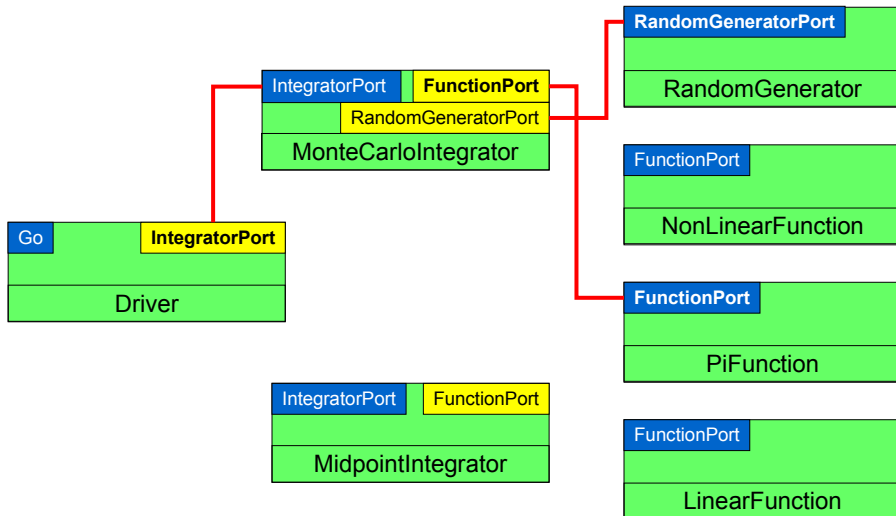 RandomGeneratorPort
RandomGenerator
IntegratorPort FunctionPort
RandomGeneratorPort
MonteCarloIntegrator
FunctionPort
NonLinearFunction
Go IntegratorPort
Driver
FunctionPort
PiFunction
IntegratorPort FunctionPort
MidpointIntegrator
FunctionPort
LinearFunction